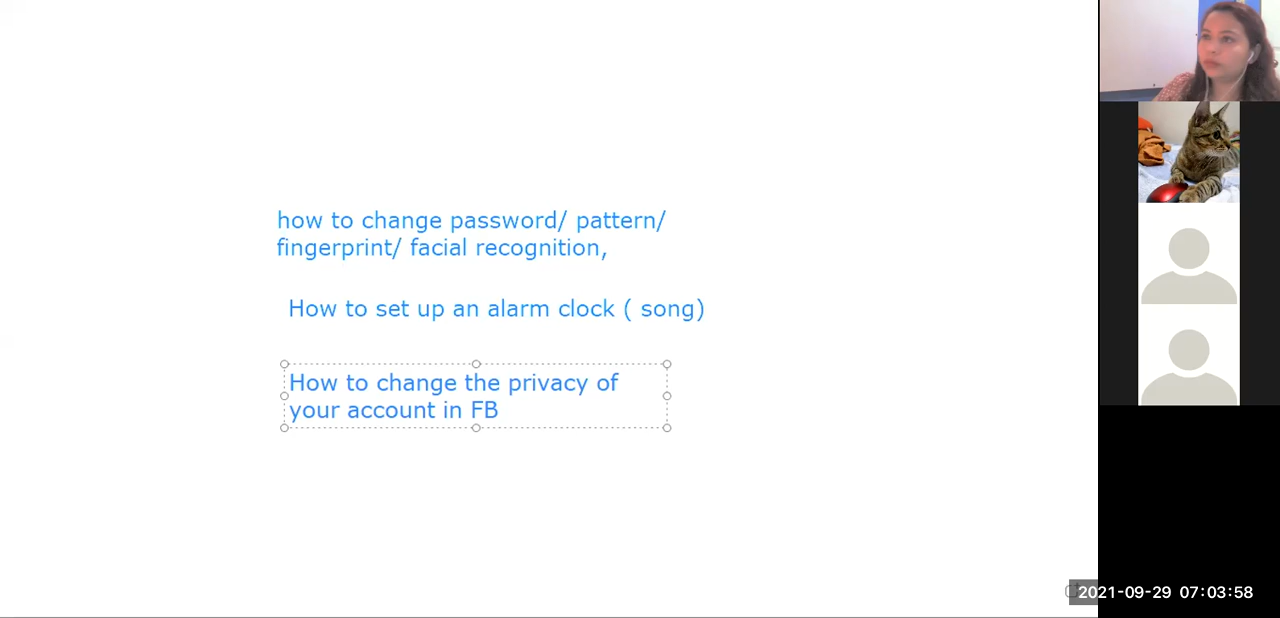 how to change password/ pattern/
fingerprint/ facial recognition,
How to set up an alarm clock ( song)
How to change the privacy of
your account in FB
2021-09-29 07:03:58